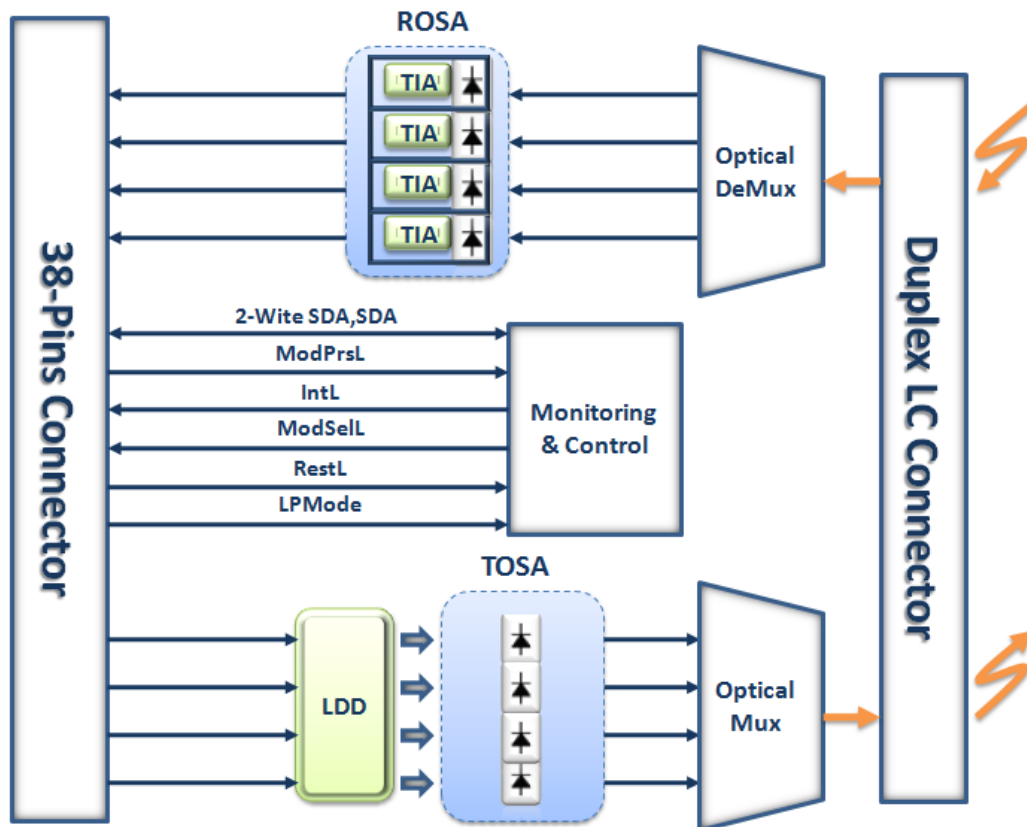 ROSA
TIA
TIA
TIA
TIA
Optical
DeMux
38-Pins Connector
Duplex LC Connector
2-Wite SDA,SDA
ModPrsL
IntL
ModSelL
RestL
LPMode
Monitoring
& Control
TOSA
LDD
Optical
Mux